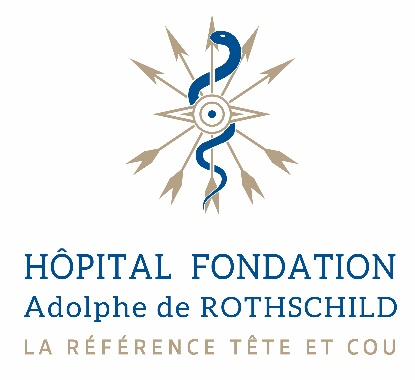 HÔPITAL FONDATION
Adolphe de ROTHSCHILD
LA RÉFÉRENCE TÊTE ET COU